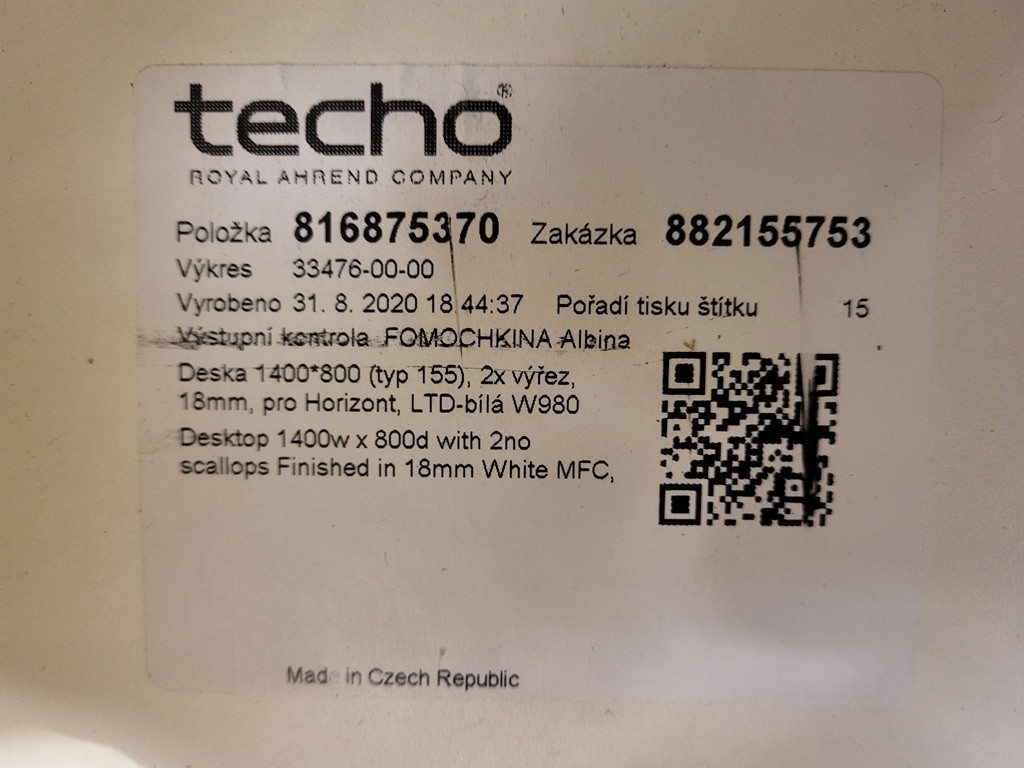 techo®
ROYAL AHREND COMPANY
Položka 816875370 Zakázka 882155753
Výkres 33476-00-00
Vyrobeno 31. 8. 2020 18:44:37 Pořadí tisku štítku 15
Výstupní kontrola FOMOCHKINA Albina
Deska 1400*800 (typ 155), 2x výřez,
18mm, pro Horizont, LTD-bílá W980
Desktop 1400w x 800d with 2no
scallops Finished in 18mm White MFC,
Made in Czech Republic